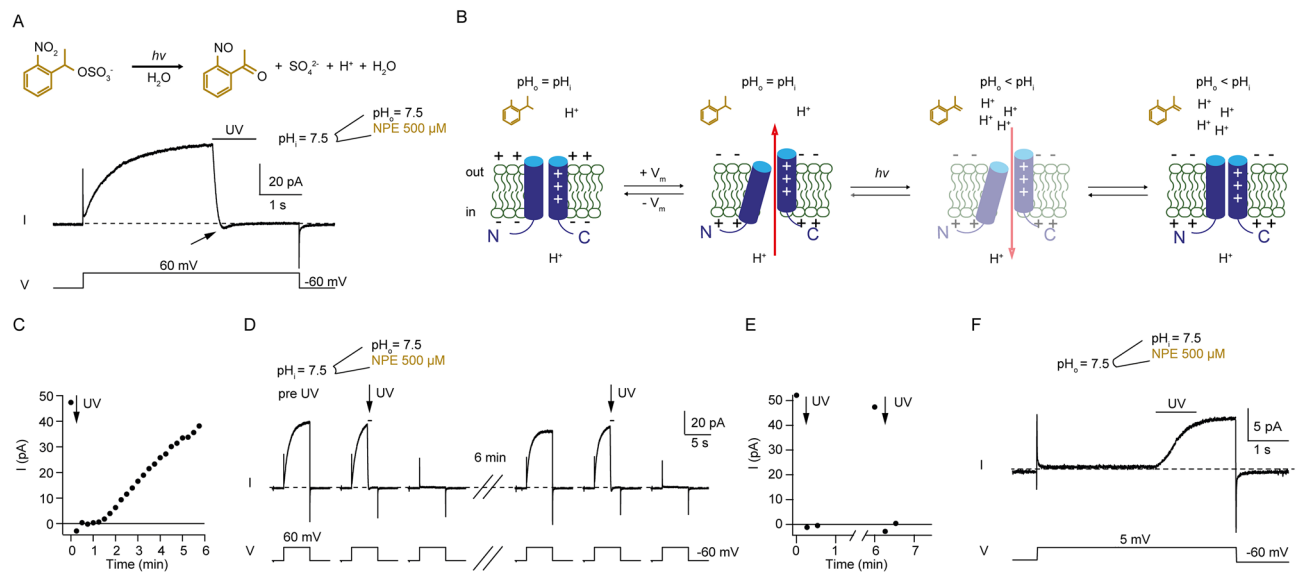 A
NO2
OSO3-
hv
H2O
NO
O
+ SO42- + H+ + H2O
pHo = 7.5
pHi = 7.5
NPE 500 µM
UV
20 pA
1 s
I
60 mV
V
-60 mV
B
pHo = pHi
H+
+ + + +
out
in
- - - -
+ + +
N
C
H+
+ Vm
- Vm
pHo = pHi
H+
- - - -
+ + +
+ + + +
N
C
H+
hv
pHo < pHi
H+
H+ H+
H+ H+
- - - -
+ + +
+ + + +
N
C
H+
pHo < pHi
H+
H+
H+ H+
- - - -
+ + +
+ + + +
N
C
H+
C
UV
50
40
30
20
10
0
I (pA)
0 1 2 3 4 5 6
Time (min)
D
pHo = 7.5
pHi = 7.5
NPE 500 µM
pre UV
UV
UV
20 pA
5 s
6 min
I
60 mV
V
-60 mV
E
UV
UV
50
40
30
20
10
0
I (pA)
0 1 6 7
Time (min)
F
pHi = 7.5
pHo = 7.5
NPE 500 µM
UV
5 pA
1 s
I
5 mV
V
-60 mV